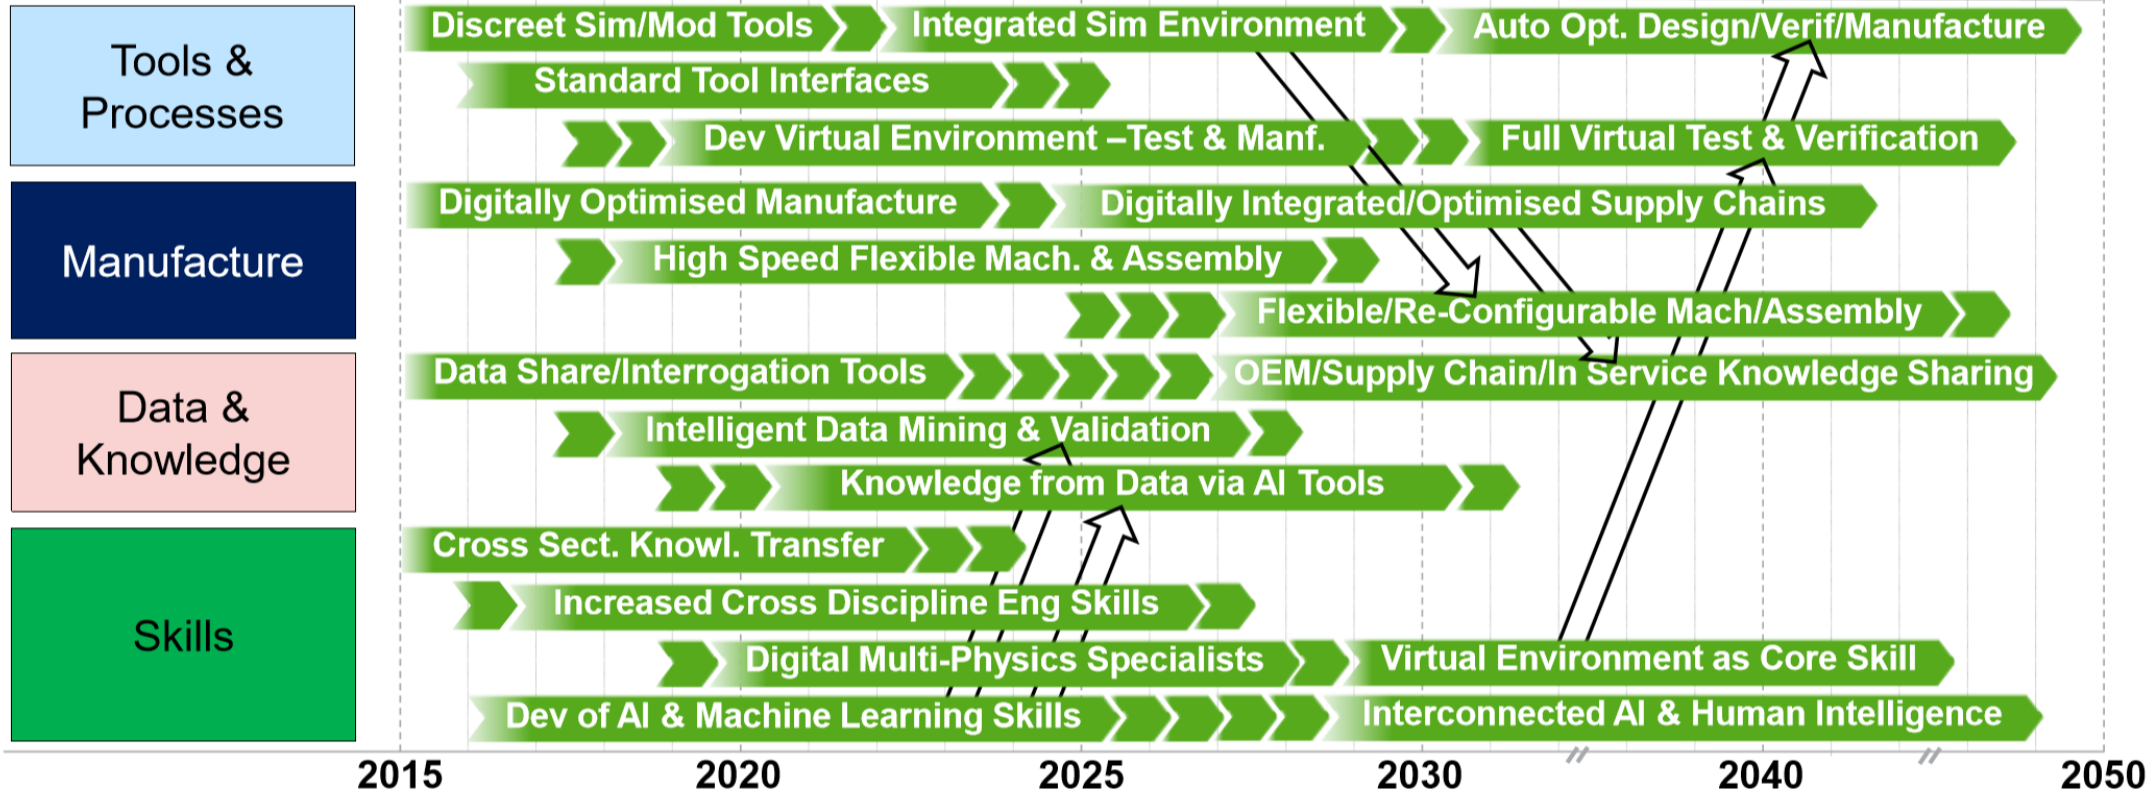 Tools &
Processes
Discreet Sim/Mod Tools
Integrated Sim Environment
Auto Opt. Design/Verif/Manufacture
Standard Tool Interfaces
Dev Virtual Environment –Test & Manf.
Full Virtual Test & Verification
Manufacture
Digitally Optimised Manufacture
Digitally Integrated/Optimised Supply Chains
High Speed Flexible Mach. & Assembly
Flexible/Re-Configurable Mach/Assembly
Data &
Knowledge
Data Share/Interrogation Tools
OEM/Supply Chain/In Service Knowledge Sharing
Intelligent Data Mining & Validation
Knowledge from Data via AI Tools
Skills
Cross Sect. Knowl. Transfer
Increased Cross Discipline Eng Skills
Digital Multi-Physics Specialists
Virtual Environment as Core Skill
Dev of AI & Machine Learning Skills
Interconnected AI & Human Intelligence
2015
2020
2025
2030
2040
2050